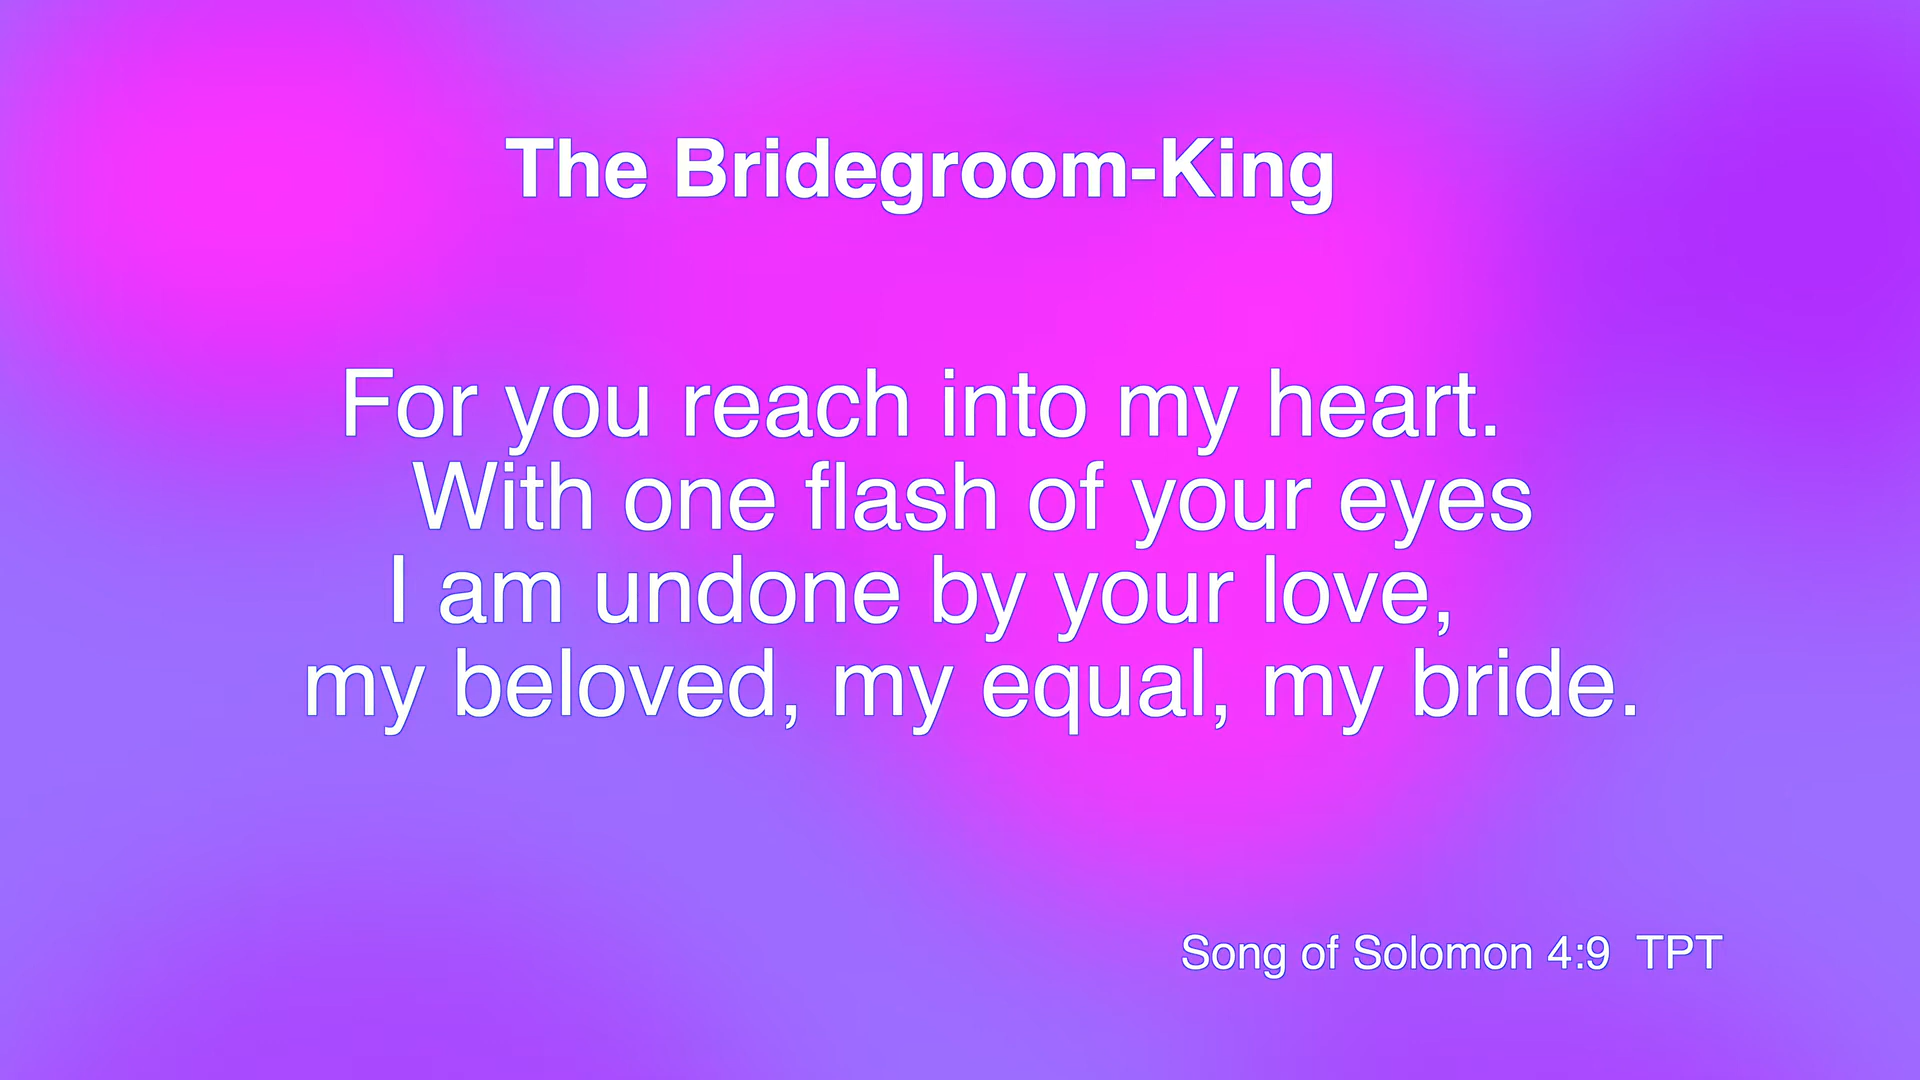 The Bridegroom-King
For you reach into my heart.
With one flash of your eyes
I am undone by your love,
my beloved, my equal, my bride.
Song of Solomon 4:9  TPT